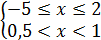 {−5 ≤ x ≤ 2
{0,5 < x < 1